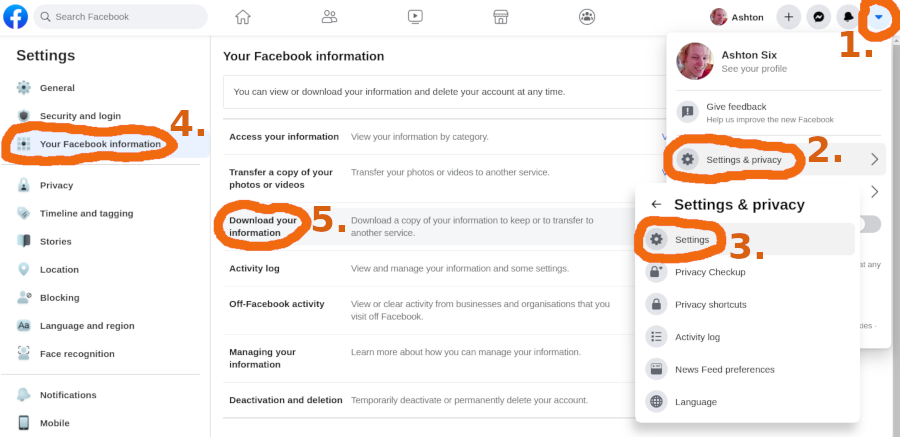 Search Facebook
Ashton
1.
Settings
General
Security and login
4.
Your Facebook information
Privacy
Timeline and tagging
Stories
Location
Blocking
Language and region
Face recognition
Notifications
Mobile
Your Facebook information
You can view or download your information and delete your account at any time.
Access your information
View your information by category.
Transfer a copy of your
photos or videos
Transfer your photos or videos to another service.
Download your
information
5.
Download a copy of your information to keep or to transfer to
another service.
Activity log
View and manage your information and some settings.
Off-Facebook activity
View or clear activity from businesses and organisations that you
visit off Facebook.
Managing your
information
Learn more about how you can manage your information.
Deactivation and deletion
Temporarily deactivate or permanently delete your account.
Ashton Six
See your profile
Give feedback
Help us improve the new Facebook
Settings & privacy
2.
at any
Settings & privacy
Settings
3.
Privacy Checkup
Privacy shortcuts
Activity log
News Feed preferences
Language